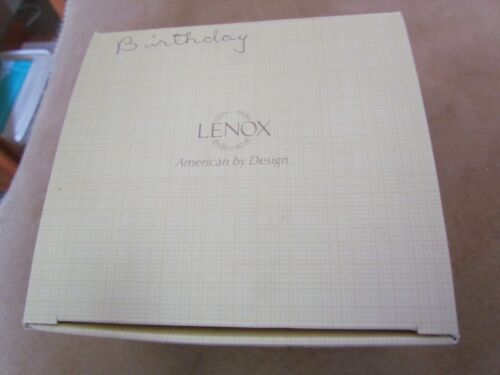 Birthday
LENOX
American by Design